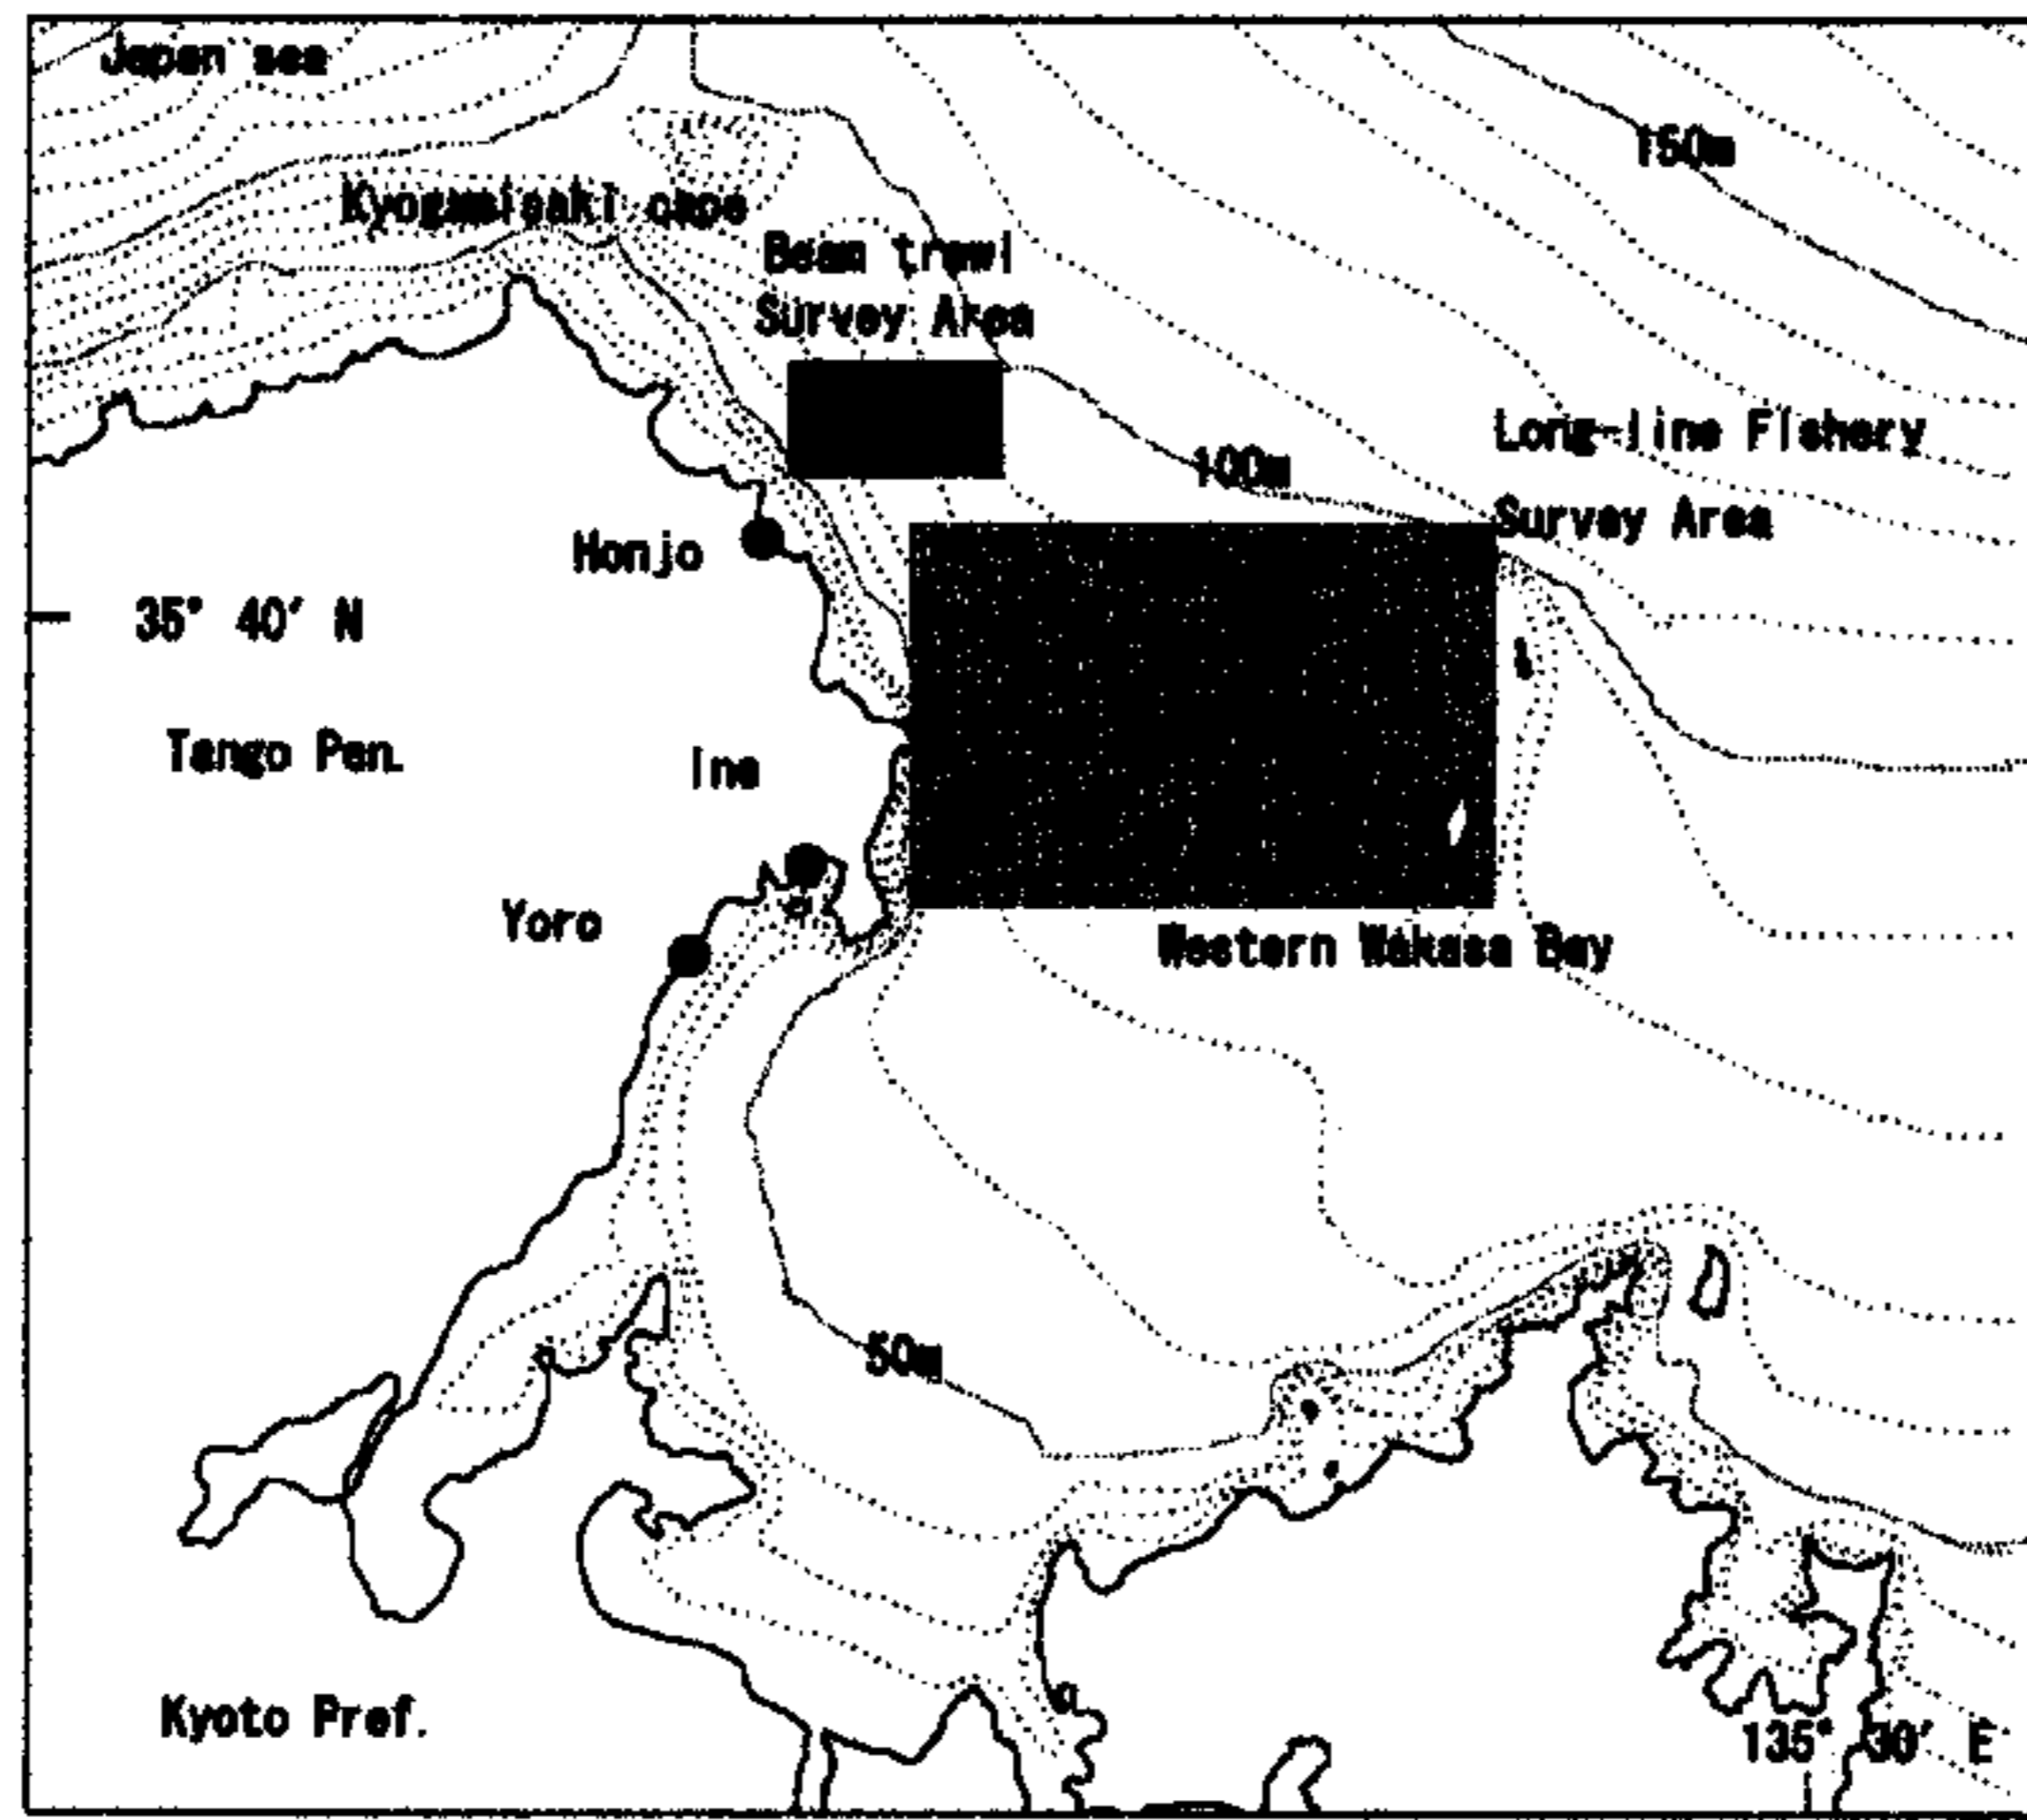 Japan sea
150m
Kyogamisaki cape
Beam trawl
Survey Area
Long-line Fishery
100m
Survey Area
Honjo
35° 40′ N
Tango Pen.
Ine
Yoro
Western Wakasa Bay
50m
Kyoto Pref.
135° 30′ E